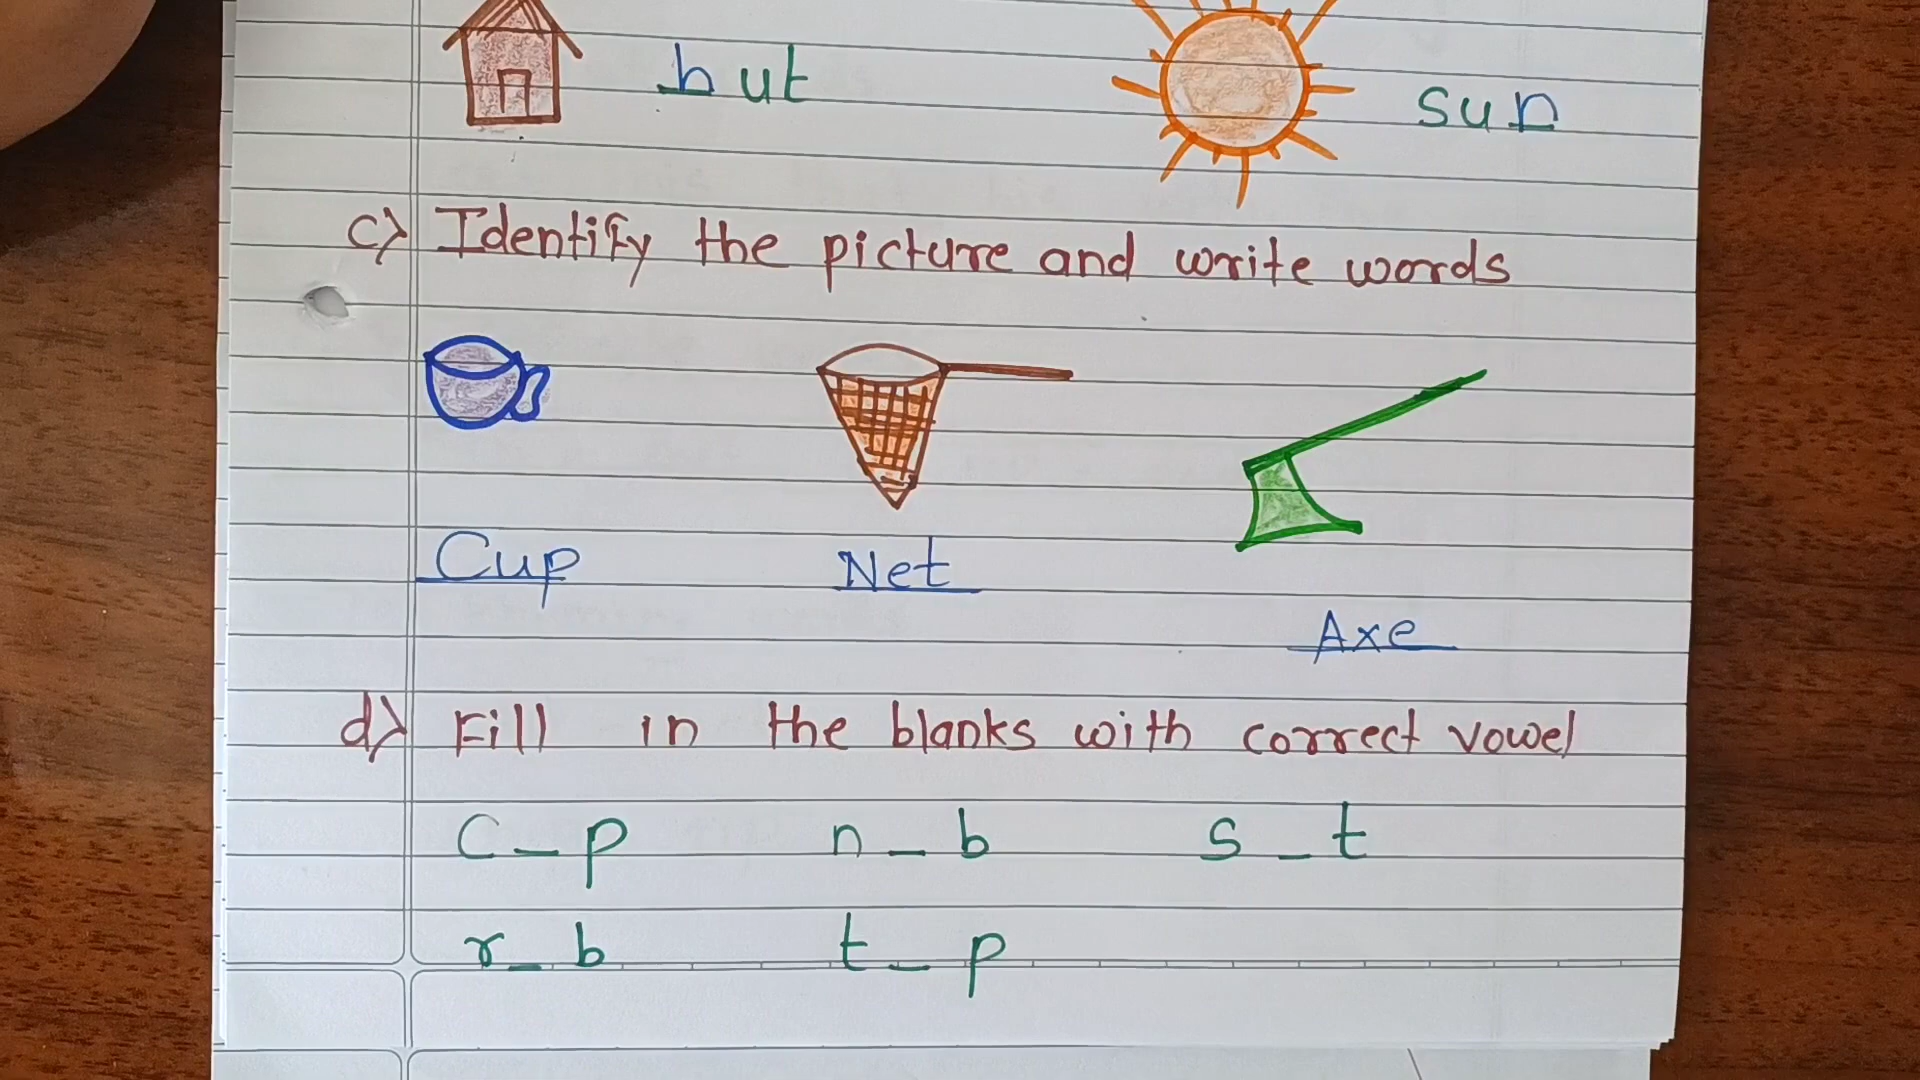 hut sun
c) Identify the picture and write words
Cup Net
Axe
d) Fill in the blanks with correct vowel
C_p n_b s_t
r_b t_p